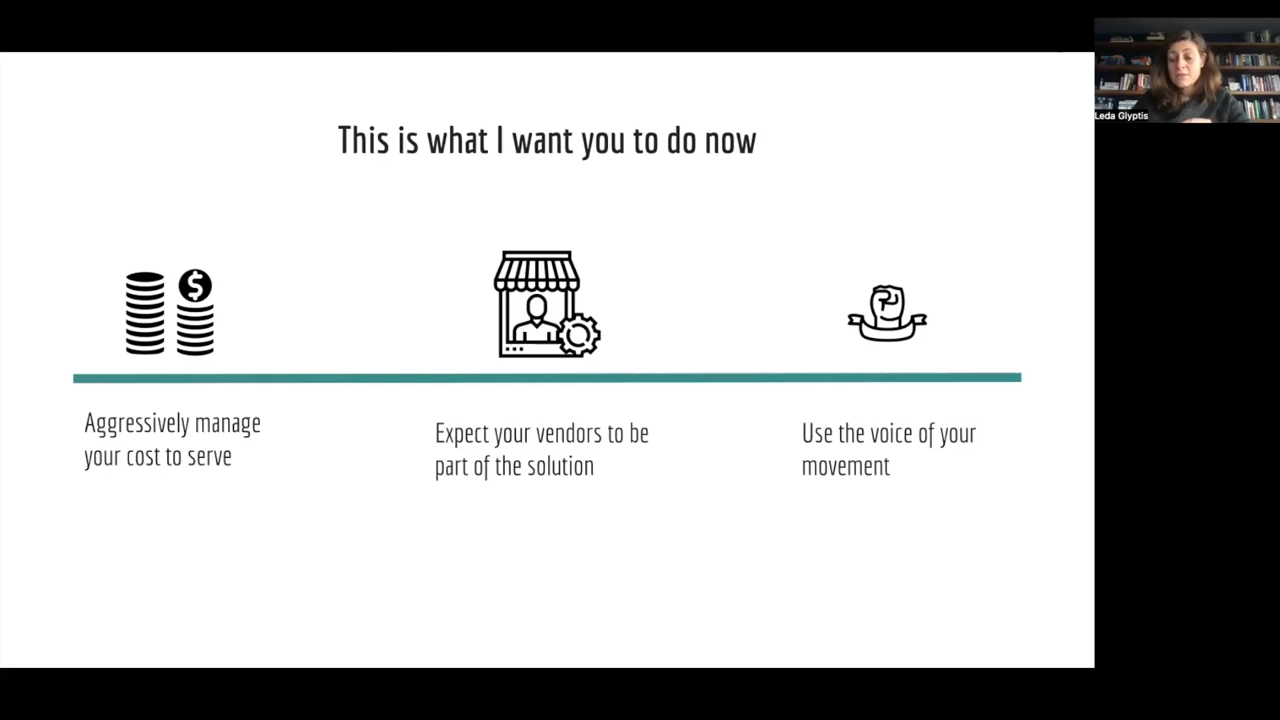 This is what I want you to do now
Leda Glyptis
$
Aggressively manage
your cost to serve
Expect your vendors to be
part of the solution
Use the voice of your
movement